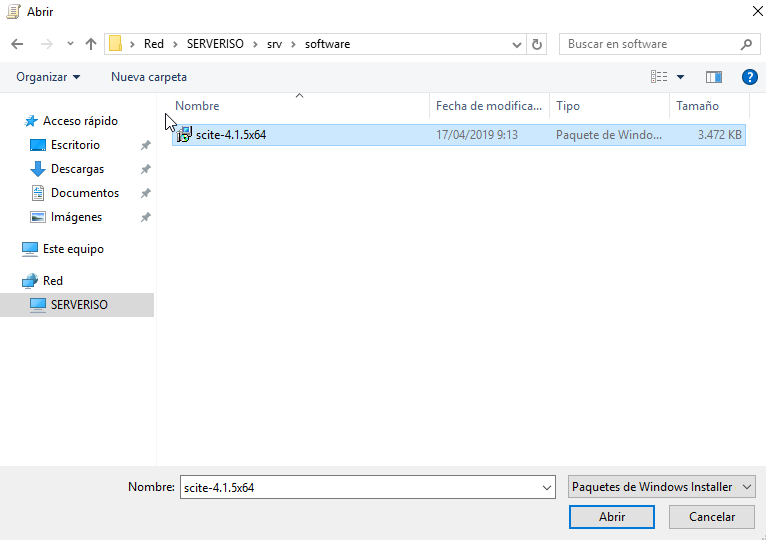 Abrir
Red SERVERISO srv software
Buscar en software
Organizar Nueva carpeta
Nombre Fecha de modifica... Tipo Tamaño
scite-4.1.5x64 17/04/2019 9:13 Paquete de Windo... 3.472 KB
Acceso rápido
Escritorio
Descargas
Documentos
Imágenes
Este equipo
Red
SERVERISO
Nombre: scite-4.1.5x64 Paquetes de Windows Installer
Abrir Cancelar